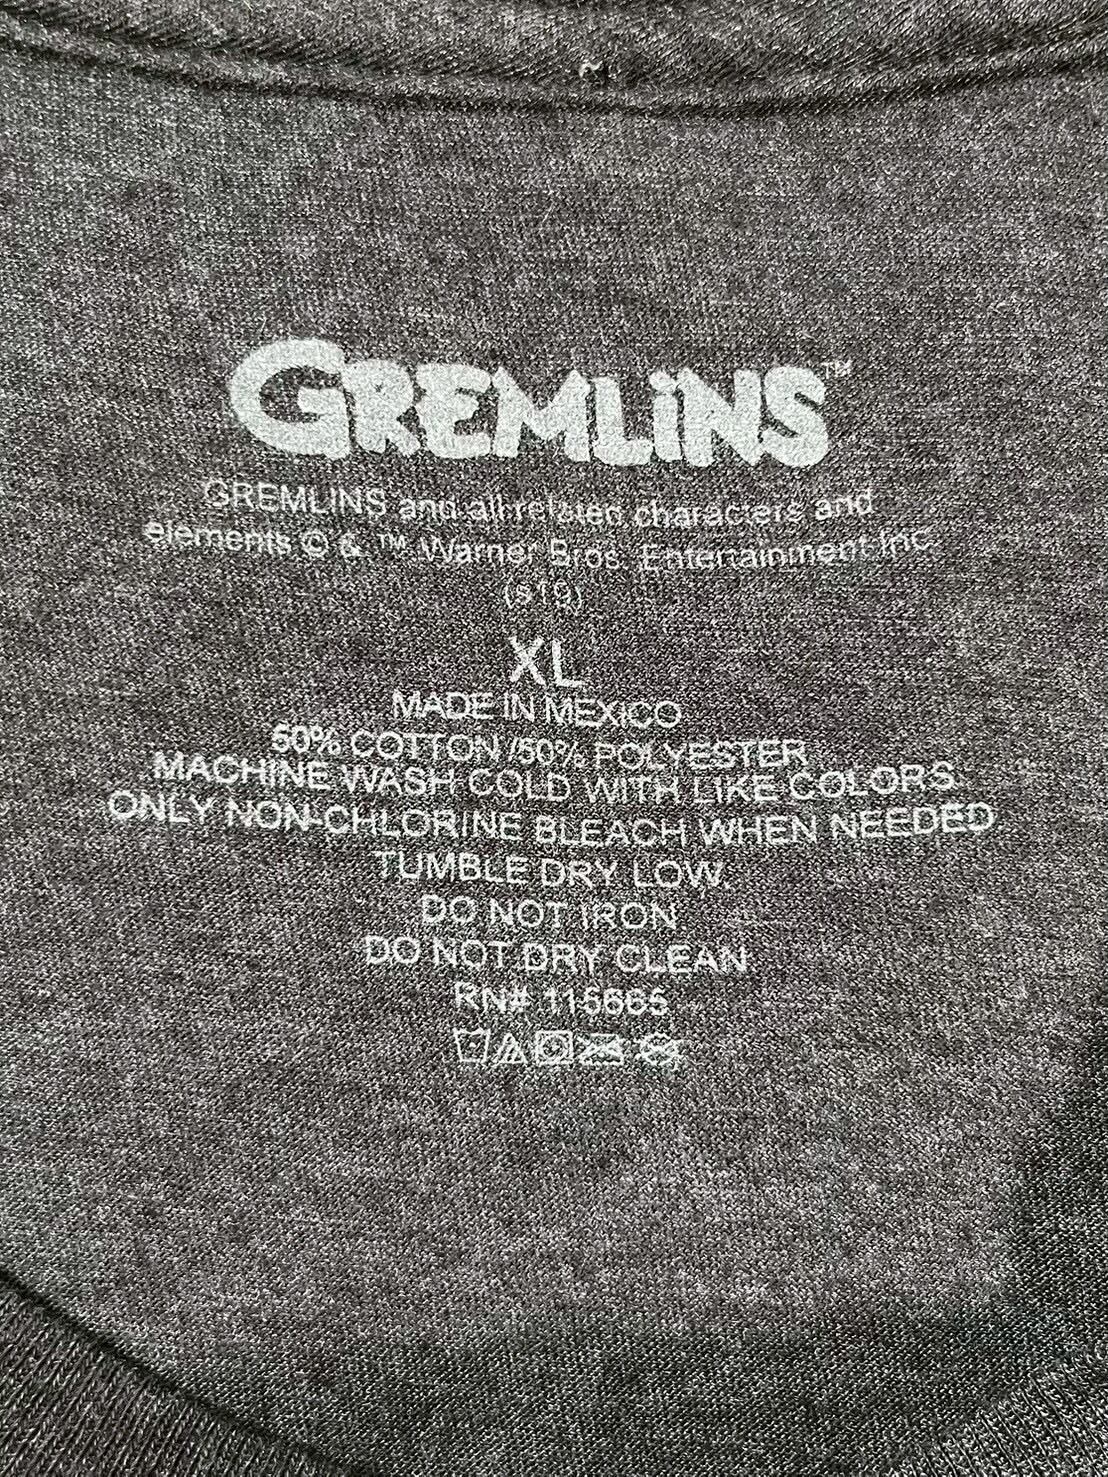 GREMLiNS™
GREMLINS and all related characters and
elements © & ™ Warner Bros. Entertainment Inc.
(s19)
XL
MADE IN MEXICO
50% COTTON /50% POLYESTER
MACHINE WASH COLD WITH LIKE COLORS
ONLY NON-CHLORINE BLEACH WHEN NEEDED.
TUMBLE DRY LOW.
DO NOT IRON
DO NOT DRY CLEAN
RN# 115665